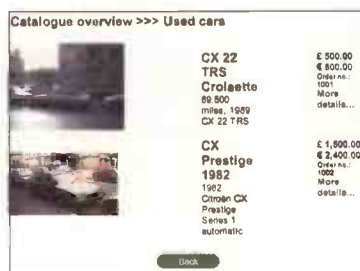 Catalogue overview >>> Used cars
CX 22
TRS
Croisette
89,500
miles, 1989
CX 22 TRS
£ 500.00
€ 800.00
Order no.:
1001
More
details...
CX
Prestige
1982
1982
Citroën CX
Prestige
Series 1
automatic
£ 1,500.00
€ 2,400.00
Order no.:
1002
More
details...
Back